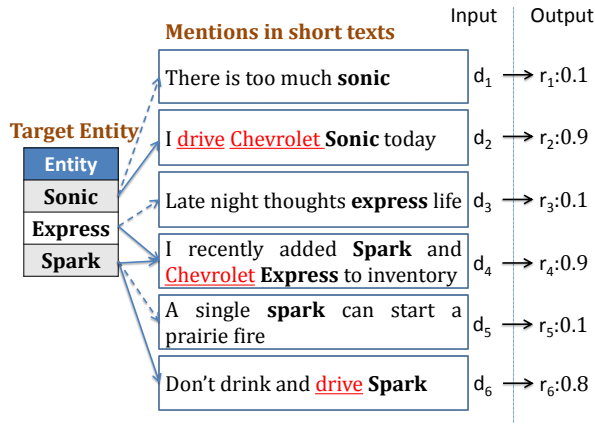 Input Output
Mentions in short texts
There is too much sonic d1 r1:0.1
Target Entity
I drive Chevrolet Sonic today d2 r2:0.9
Entity
Sonic
Express
Spark
Late night thoughts express life d3 r3:0.1
I recently added Spark and
Chevrolet Express to inventory d4 r4:0.9
A single spark can start a
prairie fire d5 r5:0.1
Don't drink and drive Spark d6 r6:0.8